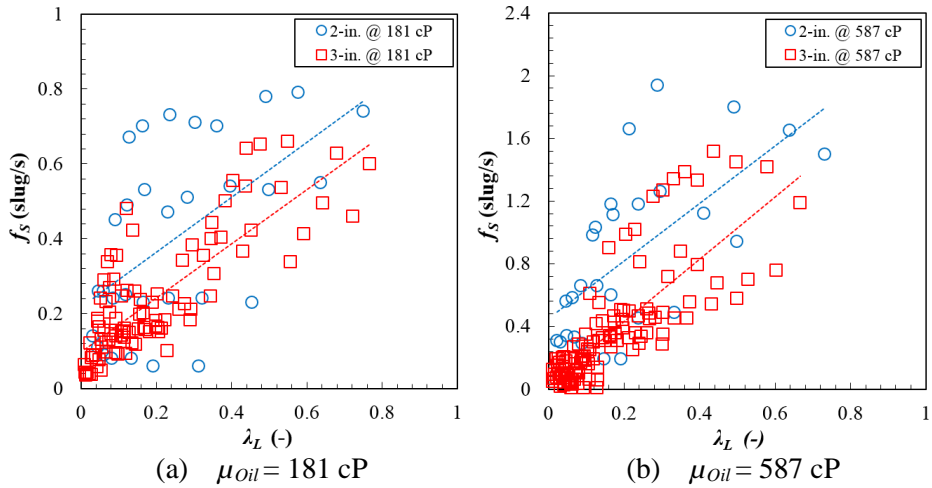 1
0.8
0.6
0.4
0.2
0
f_S (slug/s)
2-in. @ 181 cP
3-in. @ 181 cP
0 0.2 0.4 0.6 0.8 1
λ_L (-)
(a) μ_Oil = 181 cP
2.4
2
1.6
1.2
0.8
0.4
0
f_S (slug/s)
2-in. @ 587 cP
3-in. @ 587 cP
0 0.2 0.4 0.6 0.8 1
λ_L (-)
(b) μ_Oil = 587 cP